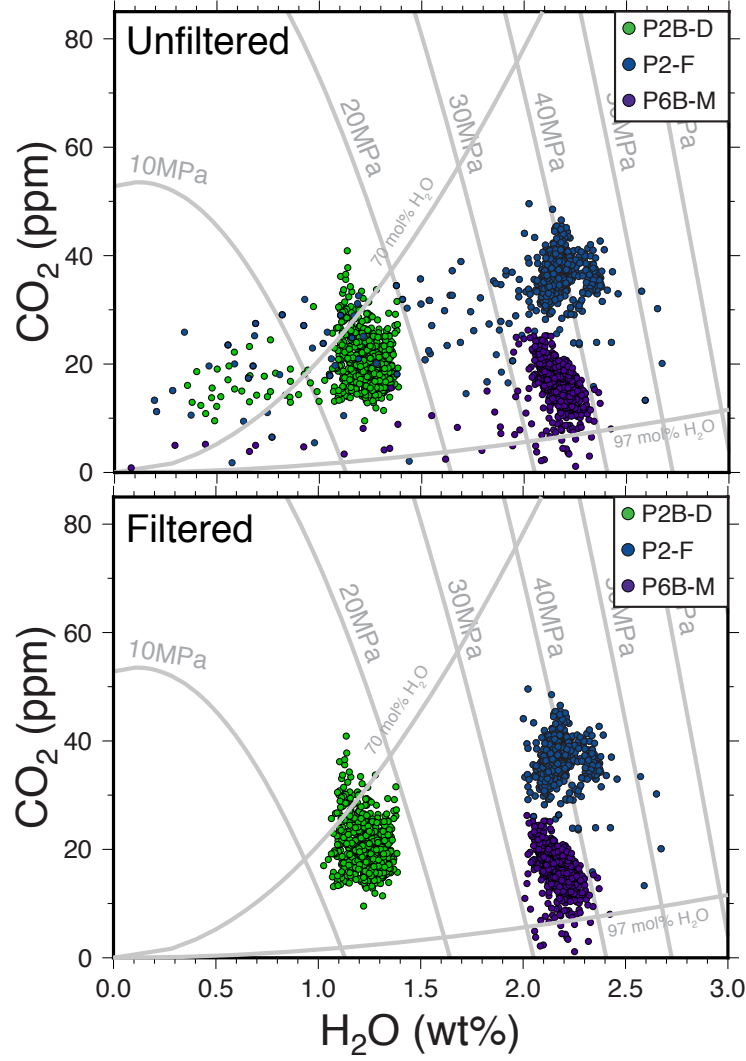 80
60
40
20
0
CO2 (ppm)
Unfiltered
P2B-D
P2-F
P6B-M
10MPa
20MPa
30MPa
40MPa
70 mol% H2O
97 mol% H2O
80
60
40
20
0
CO2 (ppm)
Filtered
P2B-D
P2-F
P6B-M
10MPa
20MPa
30MPa
40MPa
70 mol% H2O
97 mol% H2O
0.0 0.5 1.0 1.5 2.0 2.5 3.0
H2O (wt%)